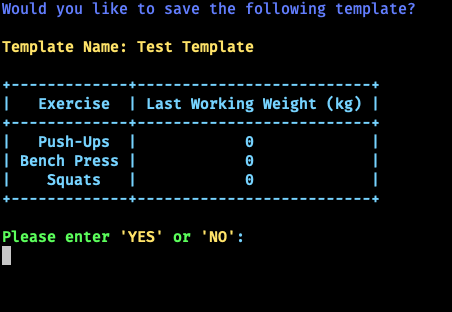 Would you like to save the following template?
Template Name: Test Template
+-------------+--------------------------+
|   Exercise  | Last Working Weight (kg) |
+-------------+--------------------------+
|   Push-Ups  |            0             |
| Bench Press |            0             |
|    Squats   |            0             |
+-------------+--------------------------+
Please enter 'YES' or 'NO':